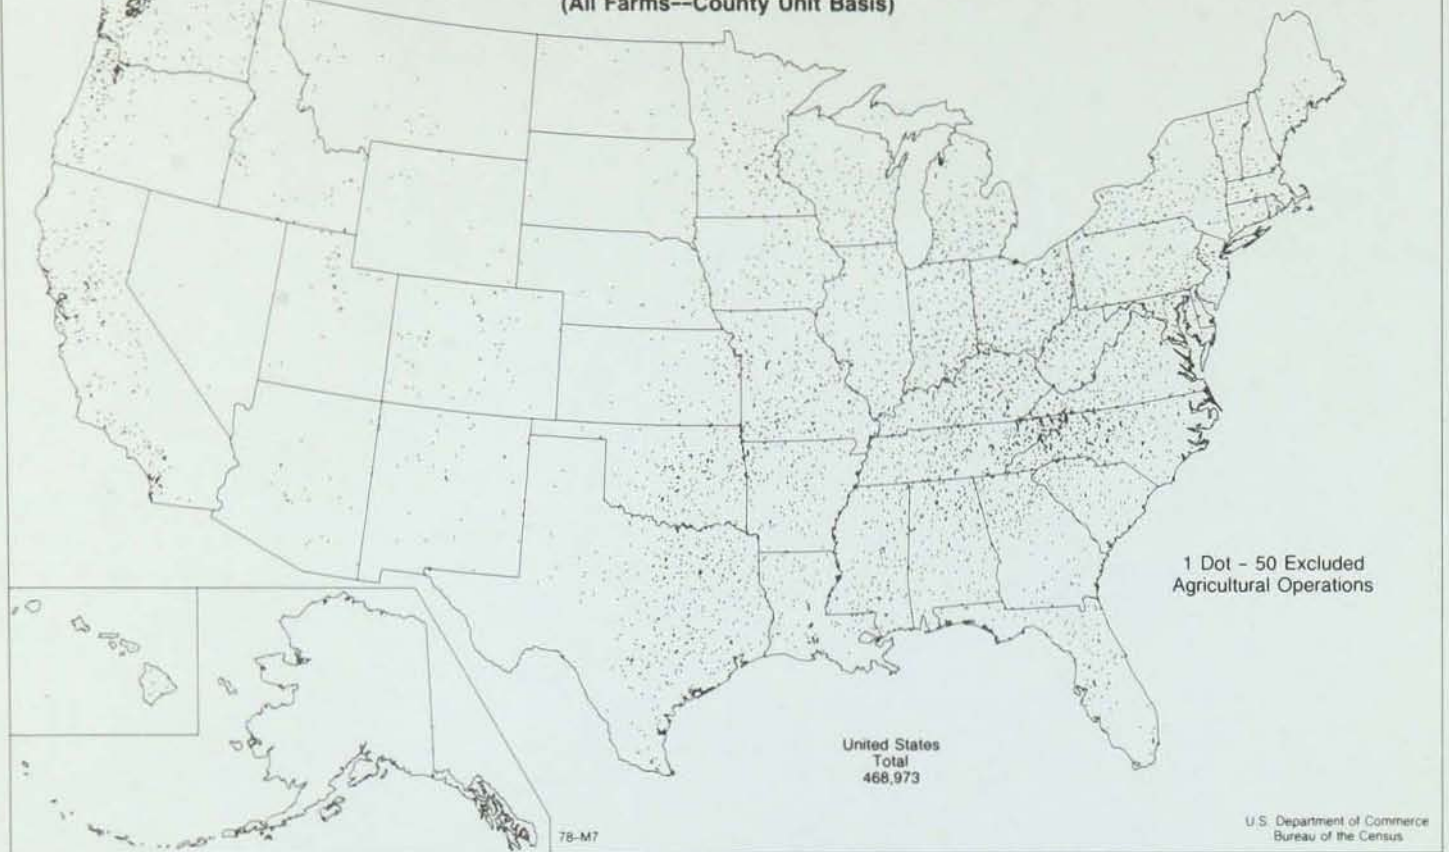 (All Farms--County Unit Basis)
1 Dot - 50 Excluded
Agricultural Operations
United States
Total
468,973
78-M7
U.S. Department of Commerce
Bureau of the Census